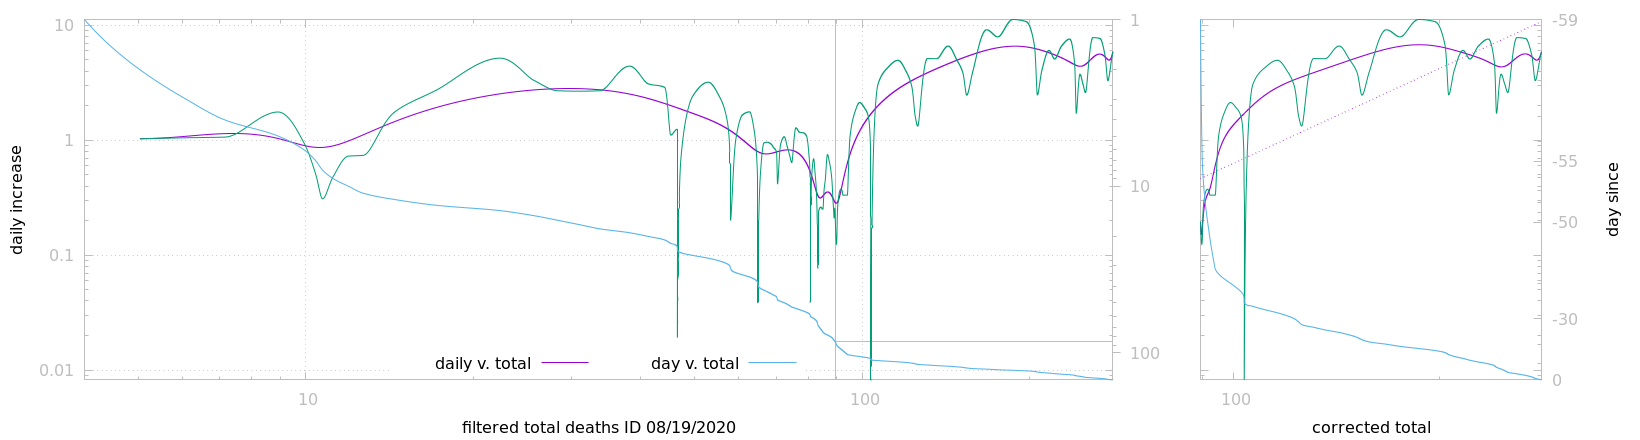 10
1
0.1
0.01
daily increase
daily v. total
day v. total
10
100
filtered total deaths ID 08/19/2020
1
10
100
100
corrected total
-59
-55
-50
-30
0
day since